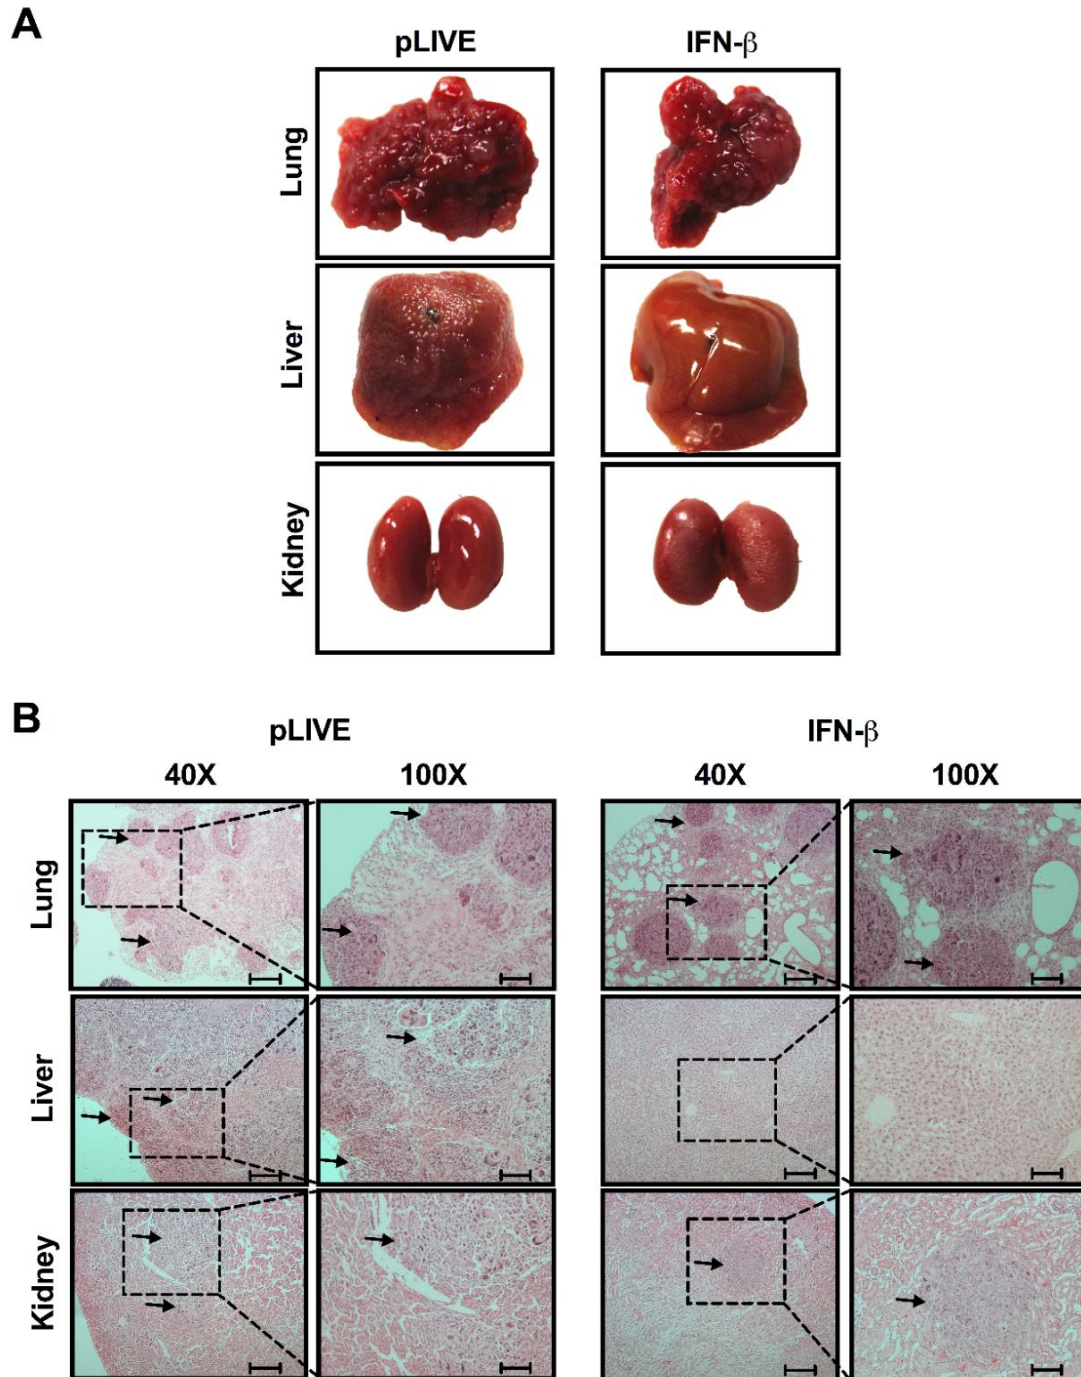 A
pLIVE IFN-β
Lung
Liver
Kidney
B
pLIVE IFN-β
40X 100X 40X 100X
Lung
Liver
Kidney